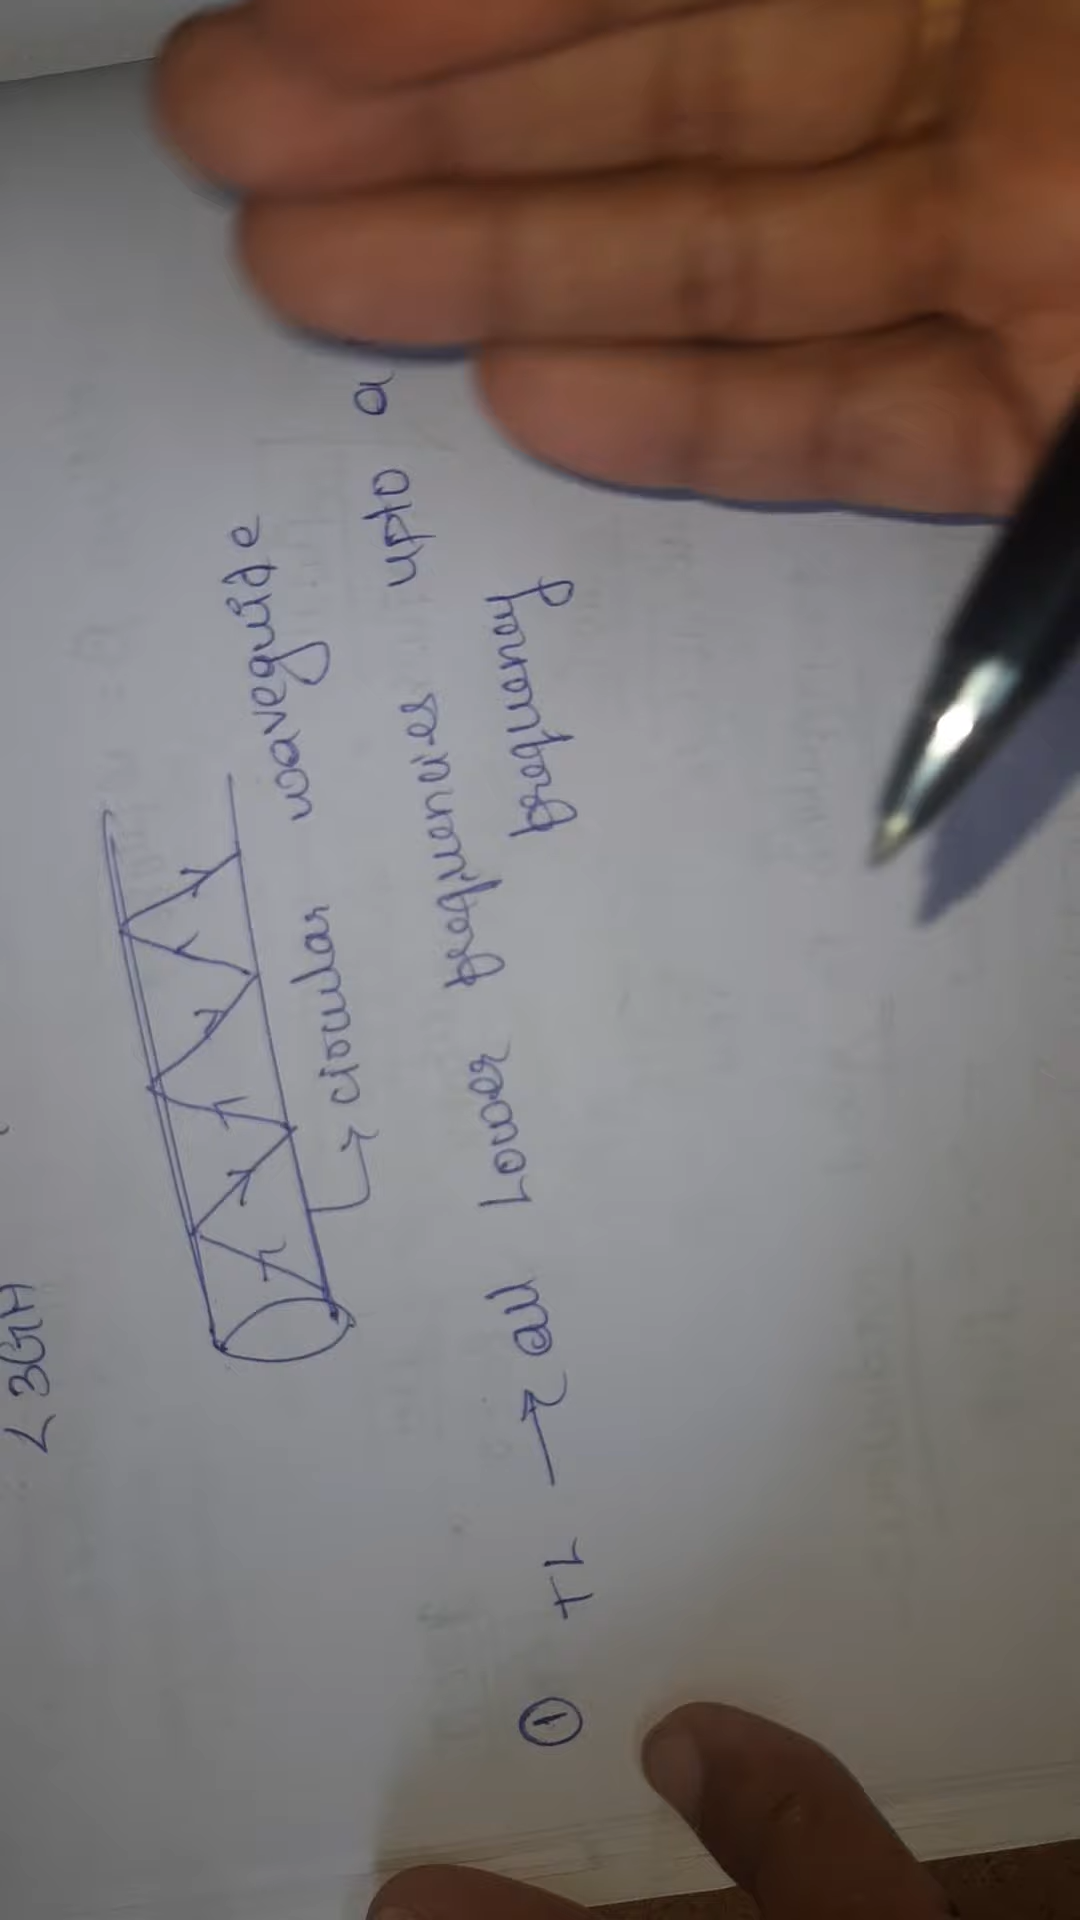 < 3GH
→ circular waveguide
① TL → all Lower frequencies upto a
frequency